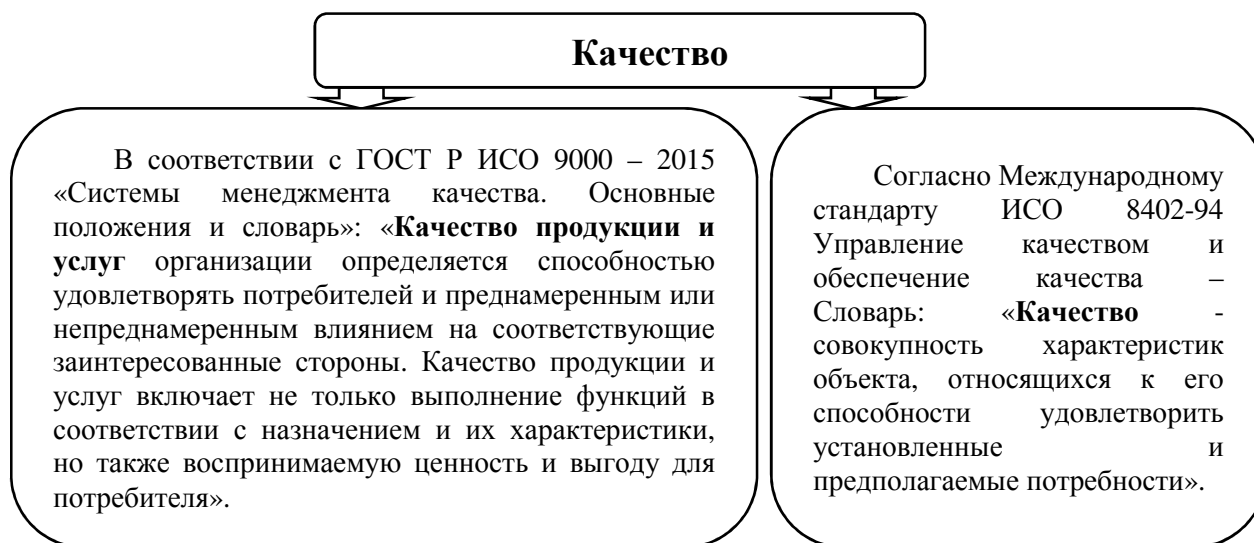 Качество
В соответствии с ГОСТ Р ИСО 9000 – 2015
«Системы менеджмента качества. Основные
положения и словарь»: «Качество продукции и
услуг организации определяется способностью
удовлетворять потребителей и преднамеренным или
непреднамеренным влиянием на соответствующие
заинтересованные стороны. Качество продукции и
услуг включает не только выполнение функций в
соответствии с назначением и их характеристики,
но также воспринимаемую ценность и выгоду для
потребителя».
Согласно Международному
стандарту ИСО 8402-94
Управление качеством и
обеспечение качества –
Словарь: «Качество -
совокупность характеристик
объекта, относящихся к его
способности удовлетворить
установленные и
предполагаемые потребности».